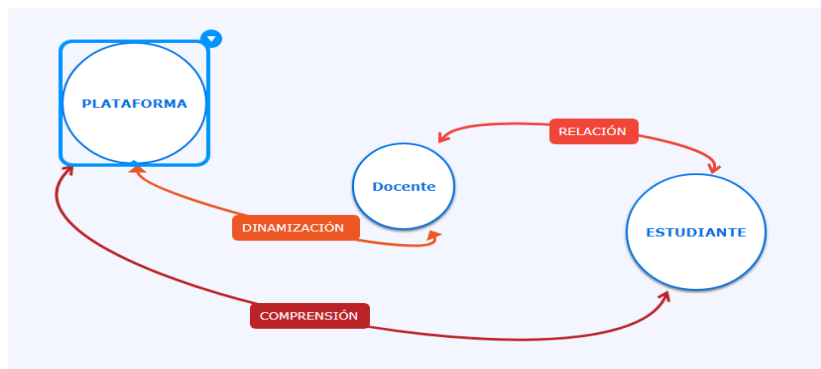 PLATAFORMA
RELACIÓN
Docente
DINAMIZACIÓN
ESTUDIANTE
COMPRENSIÓN